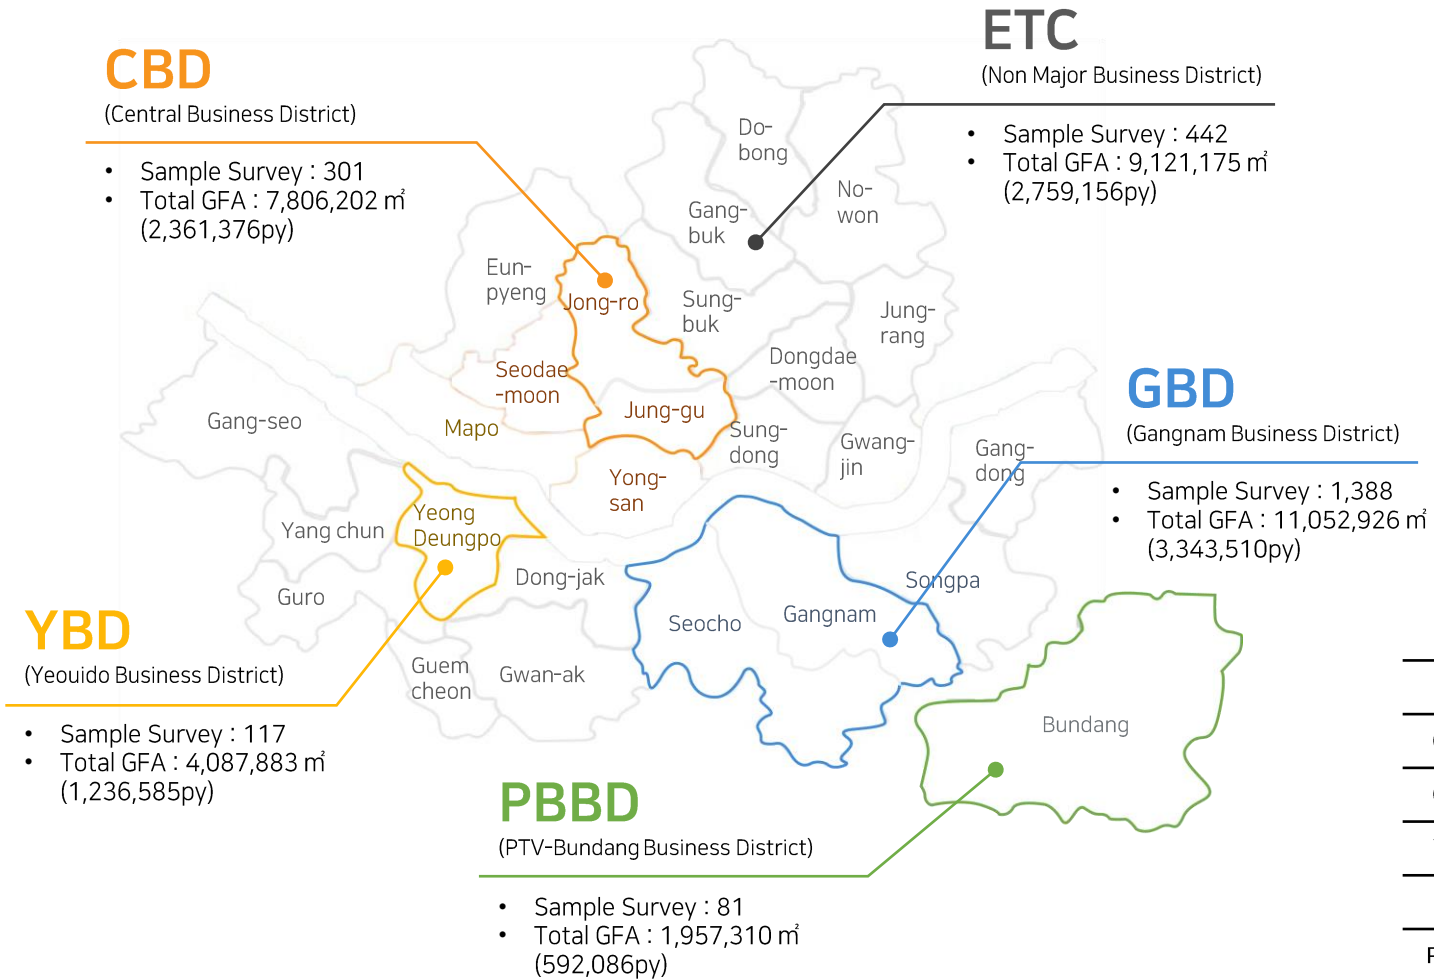 ETC
(Non Major Business District)
• Sample Survey : 442
• Total GFA : 9,121,175 ㎡
(2,759,156py)
CBD
(Central Business District)
• Sample Survey : 301
• Total GFA : 7,806,202 ㎡
(2,361,376py)
Do-
bong
No-
won
Gang-
buk
Eun-
pyeng
Jong-ro
Sung-
buk
Jung-
rang
Dongdae
-moon
Seodae
-moon
Jung-gu
Mapo
Gang-seo
Sung-
dong
Gwang-
jin
Gang-
dong
Yong-
san
GBD
(Gangnam Business District)
• Sample Survey : 1,388
• Total GFA : 11,052,926 ㎡
(3,343,510py)
Yang chun
Yeong
Deungpo
Guro
Dong-jak
Songpa
Seocho
Gangnam
Guem
cheon
Gwan-ak
Bundang
YBD
(Yeouido Business District)
• Sample Survey : 117
• Total GFA : 4,087,883 ㎡
(1,236,585py)
PBBD
(PTV-Bundang Business District)
• Sample Survey : 81
• Total GFA : 1,957,310 ㎡
(592,086py)